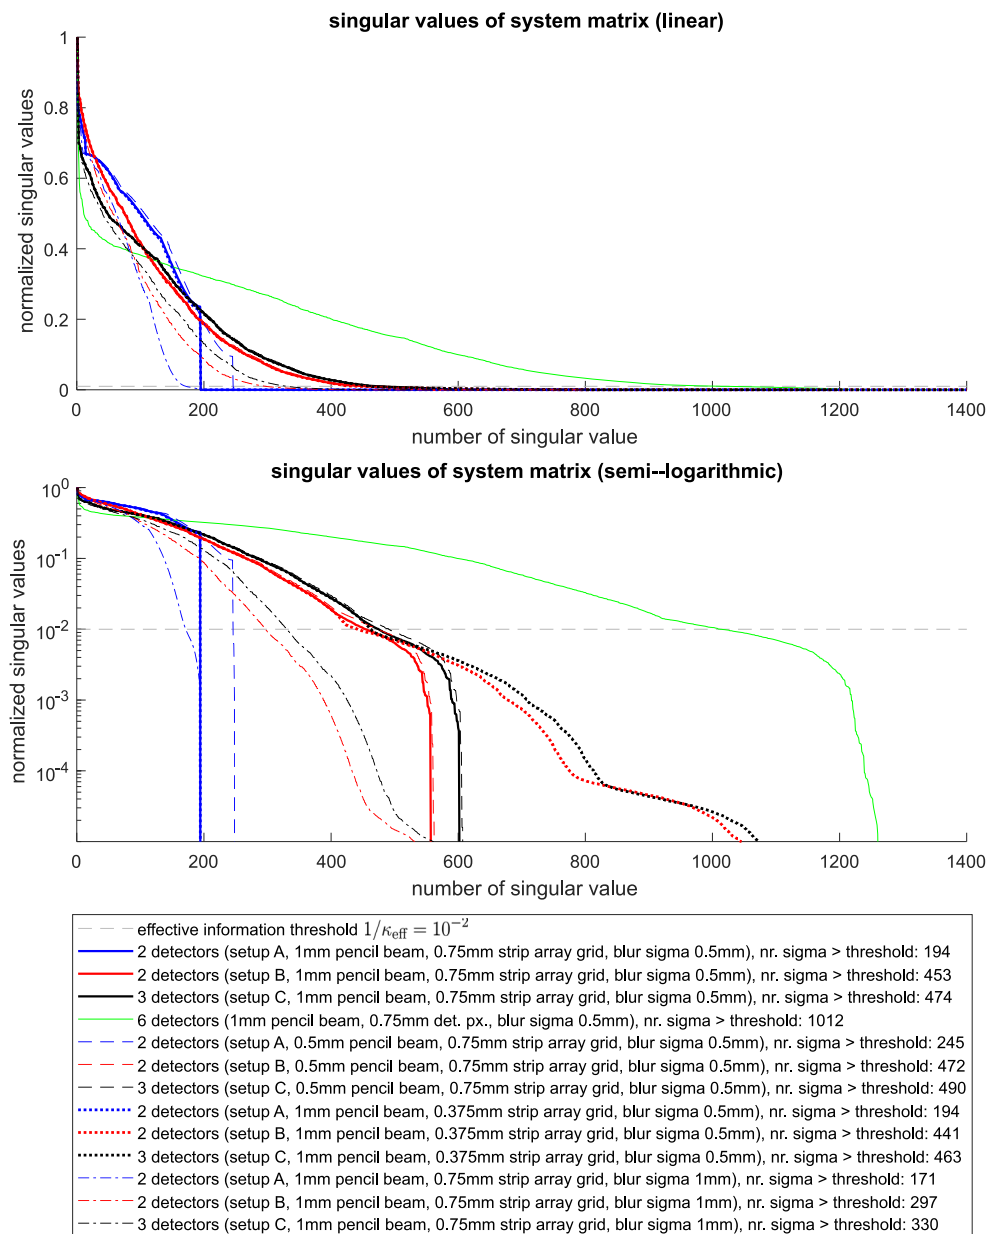 singular values of system matrix (linear)
normalized singular values
1
0.8
0.6
0.4
0.2
0
0 200 400 600 800 1000 1200 1400
number of singular value
singular values of system matrix (semi--logarithmic)
normalized singular values
10^0
10^-1
10^-2
10^-3
10^-4
0 200 400 600 800 1000 1200 1400
number of singular value
effective information threshold 1/κ_eff = 10^-2
2 detectors (setup A, 1mm pencil beam, 0.75mm strip array grid, blur sigma 0.5mm), nr. sigma > threshold: 194
2 detectors (setup B, 1mm pencil beam, 0.75mm strip array grid, blur sigma 0.5mm), nr. sigma > threshold: 453
3 detectors (setup C, 1mm pencil beam, 0.75mm strip array grid, blur sigma 0.5mm), nr. sigma > threshold: 474
6 detectors (1mm pencil beam, 0.75mm det. px., blur sigma 0.5mm), nr. sigma > threshold: 1012
2 detectors (setup A, 0.5mm pencil beam, 0.75mm strip array grid, blur sigma 0.5mm), nr. sigma > threshold: 245
2 detectors (setup B, 0.5mm pencil beam, 0.75mm strip array grid, blur sigma 0.5mm), nr. sigma > threshold: 472
3 detectors (setup C, 0.5mm pencil beam, 0.75mm strip array grid, blur sigma 0.5mm), nr. sigma > threshold: 490
2 detectors (setup A, 1mm pencil beam, 0.375mm strip array grid, blur sigma 0.5mm), nr. sigma > threshold: 194
2 detectors (setup B, 1mm pencil beam, 0.375mm strip array grid, blur sigma 0.5mm), nr. sigma > threshold: 441
3 detectors (setup C, 1mm pencil beam, 0.375mm strip array grid, blur sigma 0.5mm), nr. sigma > threshold: 463
2 detectors (setup A, 1mm pencil beam, 0.75mm strip array grid, blur sigma 1mm), nr. sigma > threshold: 171
2 detectors (setup B, 1mm pencil beam, 0.75mm strip array grid, blur sigma 1mm), nr. sigma > threshold: 297
3 detectors (setup C, 1mm pencil beam, 0.75mm strip array grid, blur sigma 1mm), nr. sigma > threshold: 330